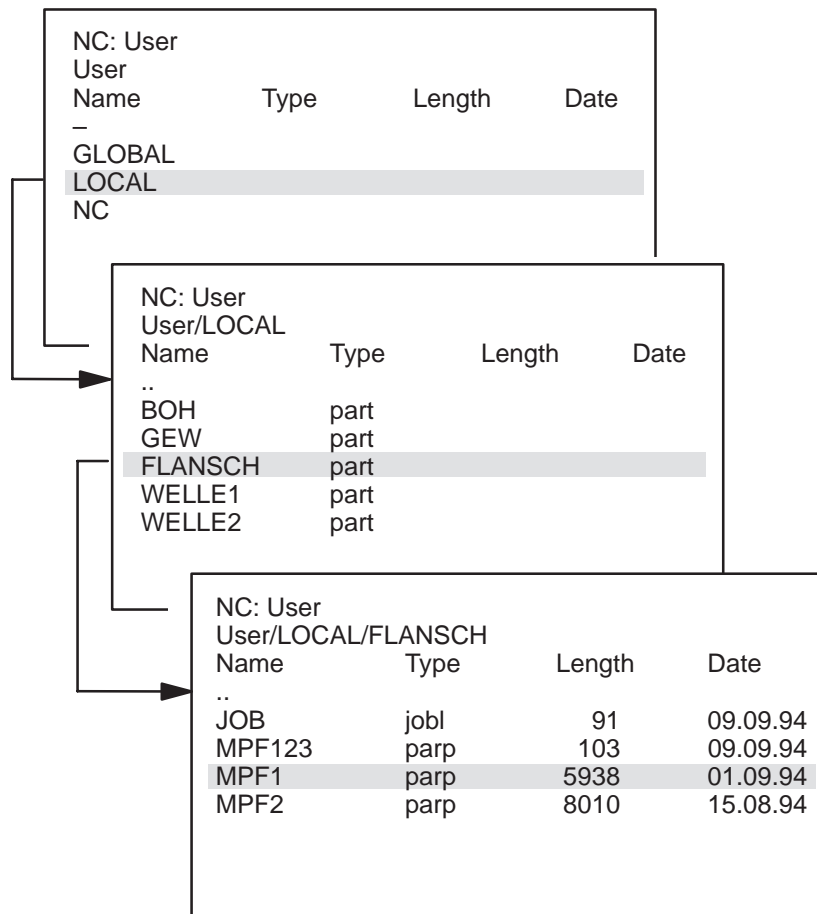 NC: User
User
Name Type Length Date
–
GLOBAL
LOCAL
NC
NC: User
User/LOCAL
Name Type Length Date
..
BOH part
GEW part
FLANSCH part
WELLE1 part
WELLE2 part
NC: User
User/LOCAL/FLANSCH
Name Type Length Date
..
JOB jobl 91 09.09.94
MPF123 parp 103 09.09.94
MPF1 parp 5938 01.09.94
MPF2 parp 8010 15.08.94